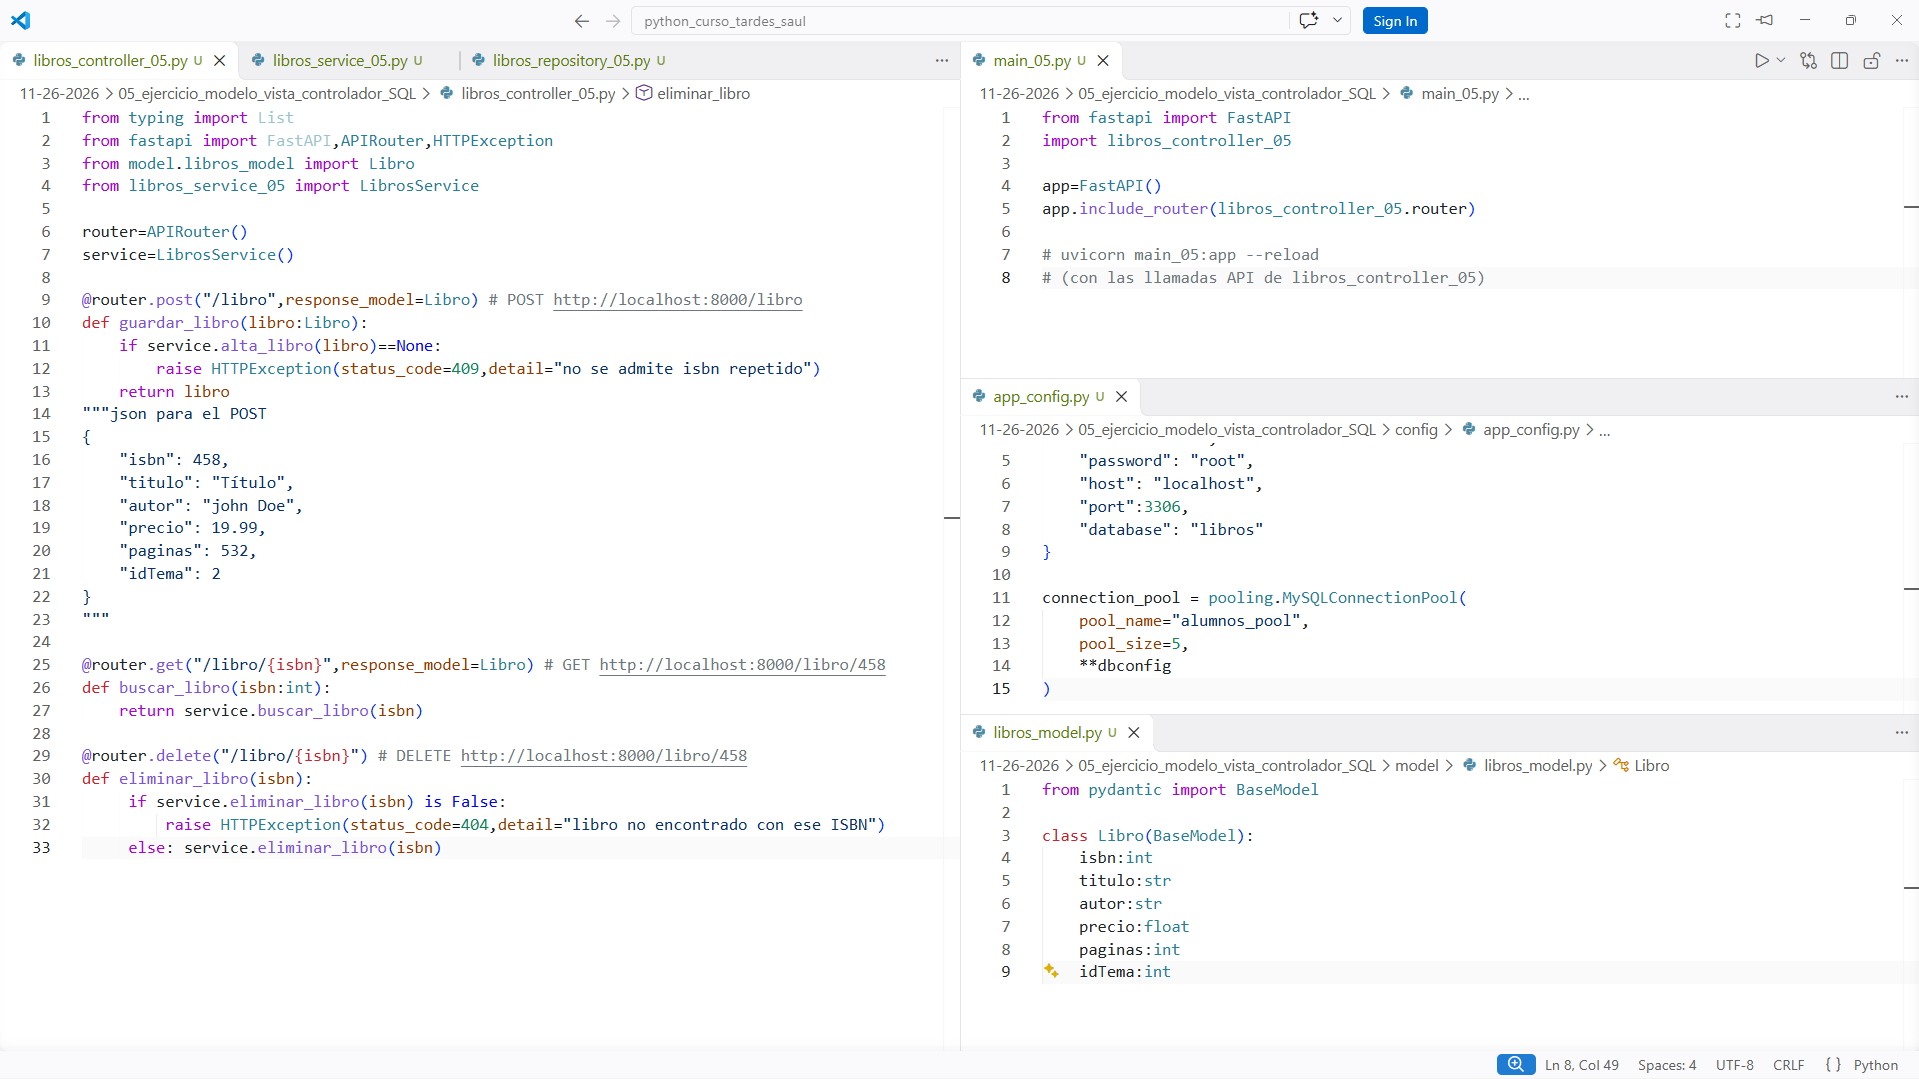 python_curso_tardes_saul
Sign In
libros_controller_05.py U
libros_service_05.py U
libros_repository_05.py U
11-26-2026 > 05_ejercicio_modelo_vista_controlador_SQL > libros_controller_05.py > eliminar_libro
1 from typing import List
2 from fastapi import FastAPI,APIRouter,HTTPException
3 from model.libros_model import Libro
4 from libros_service_05 import LibrosService
5
6 router=APIRouter()
7 service=LibrosService()
8
9 @router.post("/libro",response_model=Libro) # POST http://localhost:8000/libro
10 def guardar_libro(libro:Libro):
11     if service.alta_libro(libro)==None:
12         raise HTTPException(status_code=409,detail="no se admite isbn repetido")
13     return libro
14 """json para el POST
15 {
16     "isbn": 458,
17     "titulo": "Título",
18     "autor": "john Doe",
19     "precio": 19.99,
20     "paginas": 532,
21     "idTema": 2
22 }
23 """
24
25 @router.get("/libro/{isbn}",response_model=Libro) # GET http://localhost:8000/libro/458
26 def buscar_libro(isbn:int):
27     return service.buscar_libro(isbn)
28
29 @router.delete("/libro/{isbn}") # DELETE http://localhost:8000/libro/458
30 def eliminar_libro(isbn):
31      if service.eliminar_libro(isbn) is False:
32          raise HTTPException(status_code=404,detail="libro no encontrado con ese ISBN")
33      else: service.eliminar_libro(isbn)
main_05.py U
11-26-2026 > 05_ejercicio_modelo_vista_controlador_SQL > main_05.py > ...
1 from fastapi import FastAPI
2 import libros_controller_05
3
4 app=FastAPI()
5 app.include_router(libros_controller_05.router)
6
7 # uvicorn main_05:app --reload
8 # (con las llamadas API de libros_controller_05)
app_config.py U
11-26-2026 > 05_ejercicio_modelo_vista_controlador_SQL > config > app_config.py > ...
5     "password": "root",
6     "host": "localhost",
7     "port":3306,
8     "database": "libros"
9 }
10
11 connection_pool = pooling.MySQLConnectionPool(
12     pool_name="alumnos_pool",
13     pool_size=5,
14     **dbconfig
15 )
libros_model.py U
11-26-2026 > 05_ejercicio_modelo_vista_controlador_SQL > model > libros_model.py > Libro
1 from pydantic import BaseModel
2
3 class Libro(BaseModel):
4     isbn:int
5     titulo:str
6     autor:str
7     precio:float
8     paginas:int
9     idTema:int
Ln 8, Col 49 Spaces: 4 UTF-8 CRLF { } Python